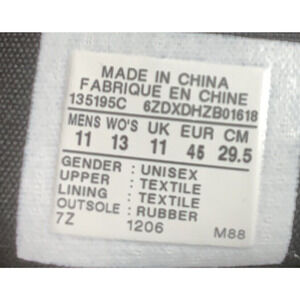 MADE IN CHINA
FABRIQUE EN CHINE
135195C 6ZDXDHZB01618
MENS WO'S UK EUR CM
11 13 11 45 29.5
GENDER : UNISEX
UPPER : TEXTILE
LINING : TEXTILE
OUTSOLE : RUBBER
7Z 1206 M88